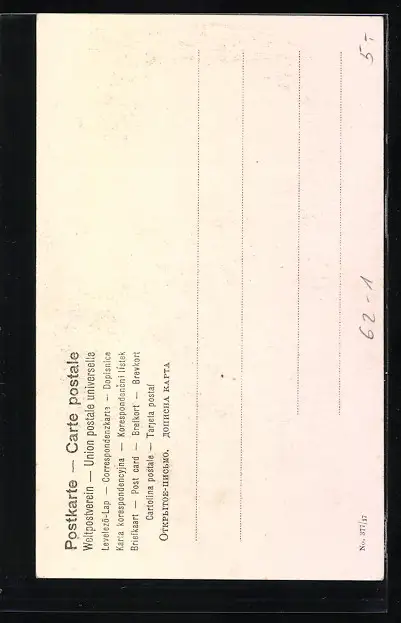 Postkarte — Carte postale
Weltpostverein — Union postale universelle
Levelező-Lap — Correspondenzkarte — Dopisnice
Karta korespondencyjna — Korespondenční lístek
Briefkaart — Post card — Brefkort — Brevkort
Cartolina postale — Tarjeta postal
Открытое-письмо. дописна карта
No. 377/17
62-1
5,-